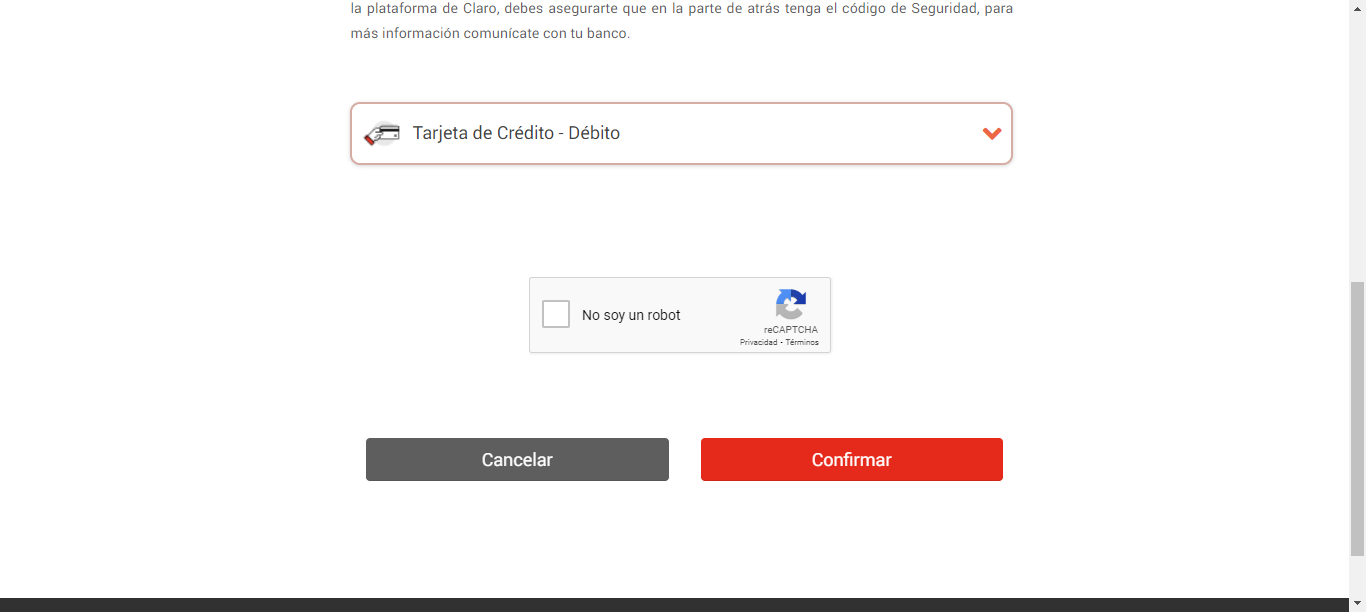 la plataforma de Claro, debes asegurarte que en la parte de atrás tenga el código de Seguridad, para
más información comunícate con tu banco.
Tarjeta de Crédito - Débito
No soy un robot
reCAPTCHA
Privacidad - Términos
Cancelar
Confirmar